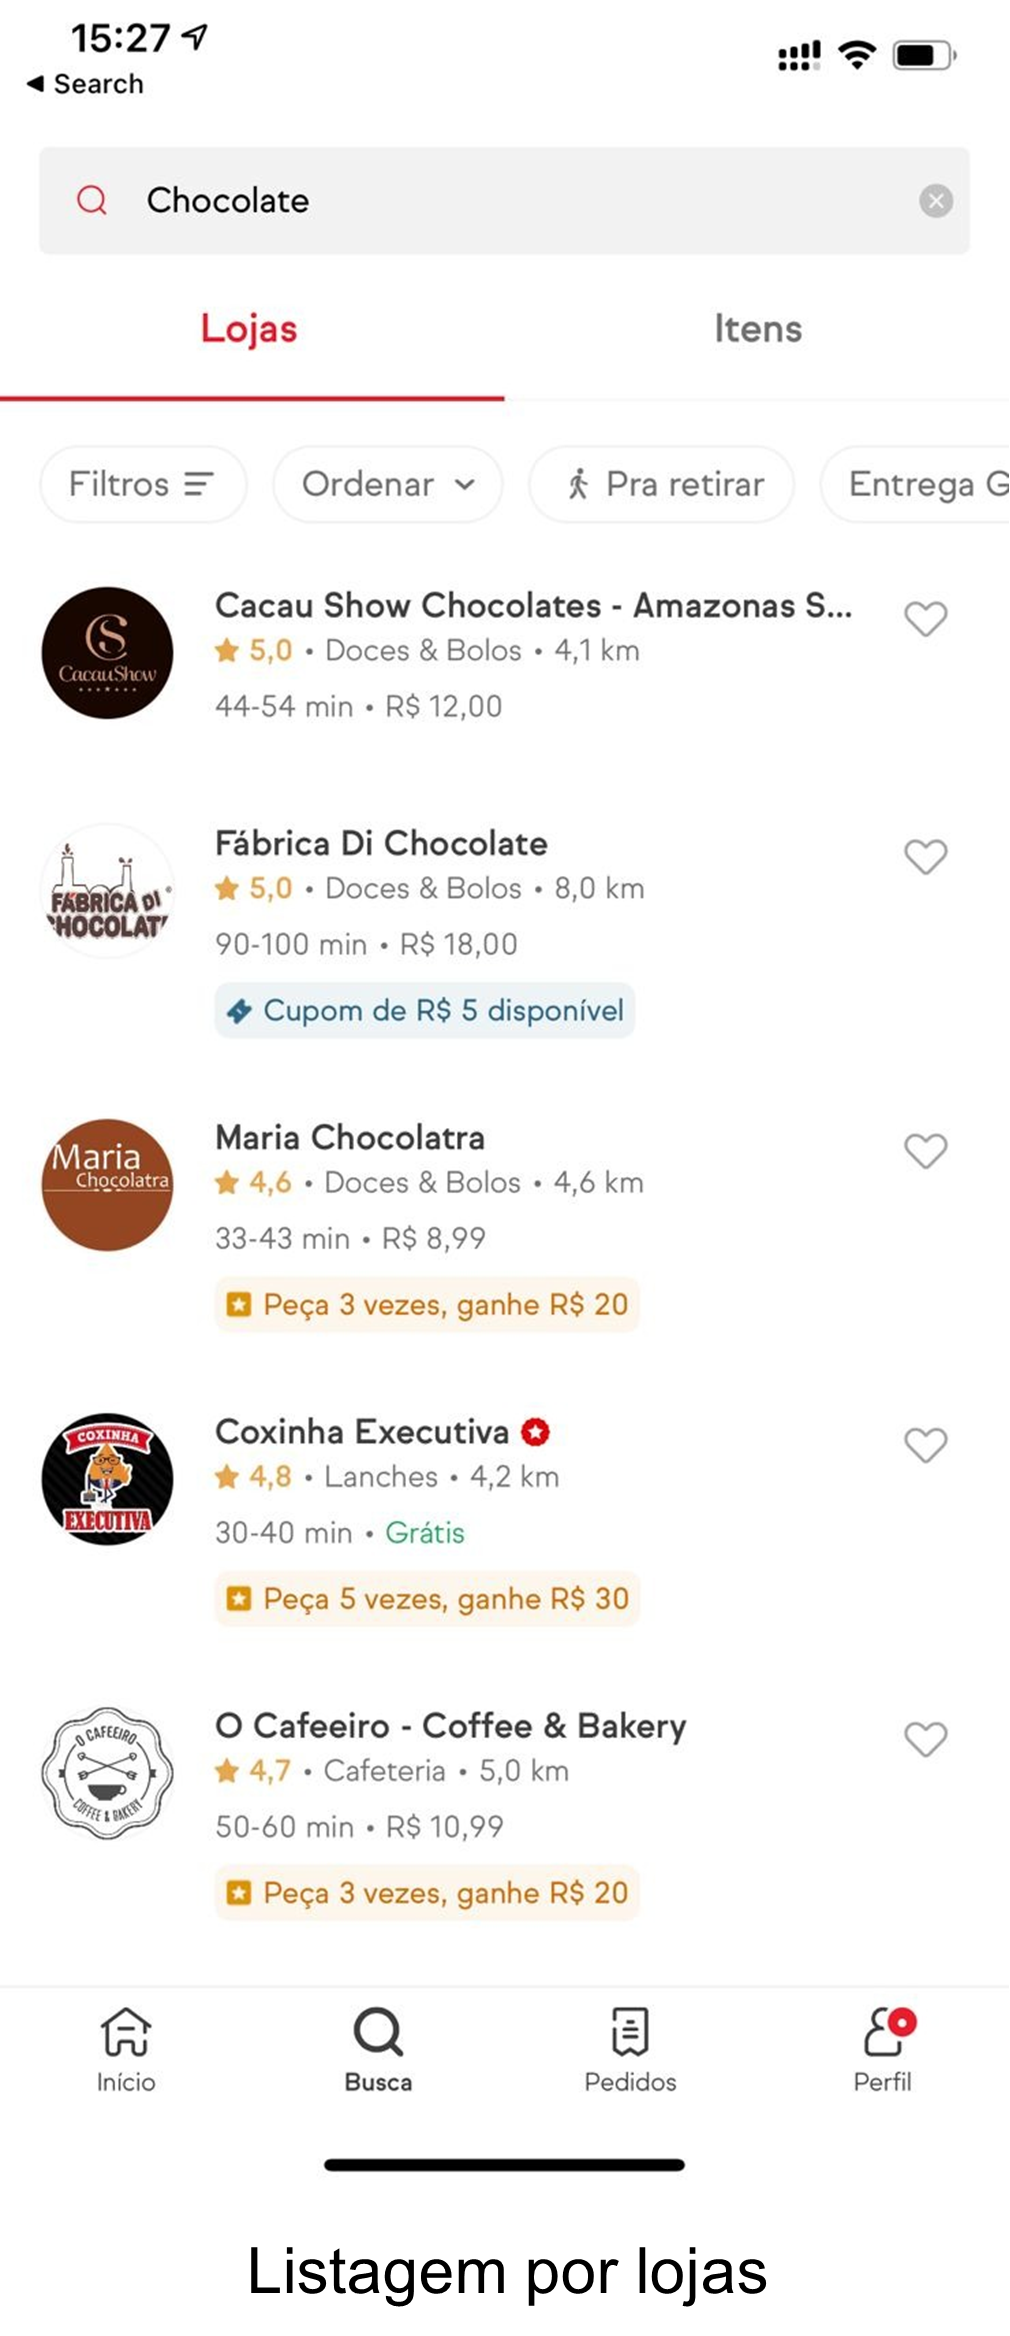 15:27
Search
Chocolate
Lojas
Itens
Filtros
Ordenar
Pra retirar
Entrega G
CacauShow
Cacau Show Chocolates - Amazonas S...
5,0 • Doces & Bolos • 4,1 km
44-54 min • R$ 12,00
FÁBRICA DI
CHOCOLAT
Fábrica Di Chocolate
5,0 • Doces & Bolos • 8,0 km
90-100 min • R$ 18,00
Cupom de R$ 5 disponível
Maria
Chocolatra
Maria Chocolatra
4,6 • Doces & Bolos • 4,6 km
33-43 min • R$ 8,99
Peça 3 vezes, ganhe R$ 20
COXINHA
EXECUTIVA
Coxinha Executiva
4,8 • Lanches • 4,2 km
30-40 min • Grátis
Peça 5 vezes, ganhe R$ 30
O CAFEEIRO
COFFEE & BAKERY
O Cafeeiro - Coffee & Bakery
4,7 • Cafeteria • 5,0 km
50-60 min • R$ 10,99
Peça 3 vezes, ganhe R$ 20
Início
Busca
Pedidos
Perfil
Listagem por lojas